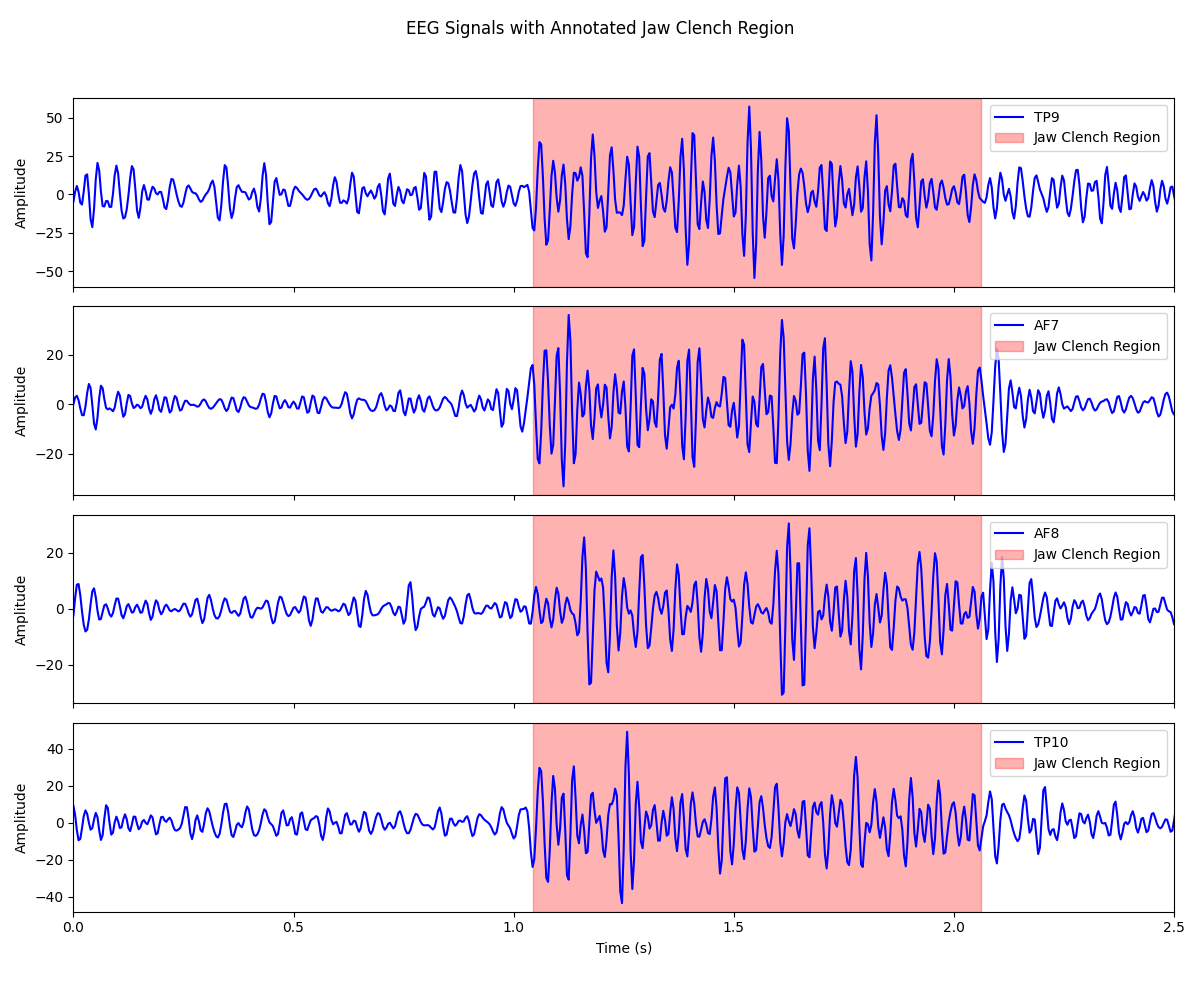 EEG Signals with Annotated Jaw Clench Region
50
25
0
−25
−50
Amplitude
TP9
Jaw Clench Region
20
0
−20
Amplitude
AF7
Jaw Clench Region
20
0
−20
Amplitude
AF8
Jaw Clench Region
40
20
0
−20
−40
Amplitude
TP10
Jaw Clench Region
0.0 0.5 1.0 1.5 2.0 2.5
Time (s)